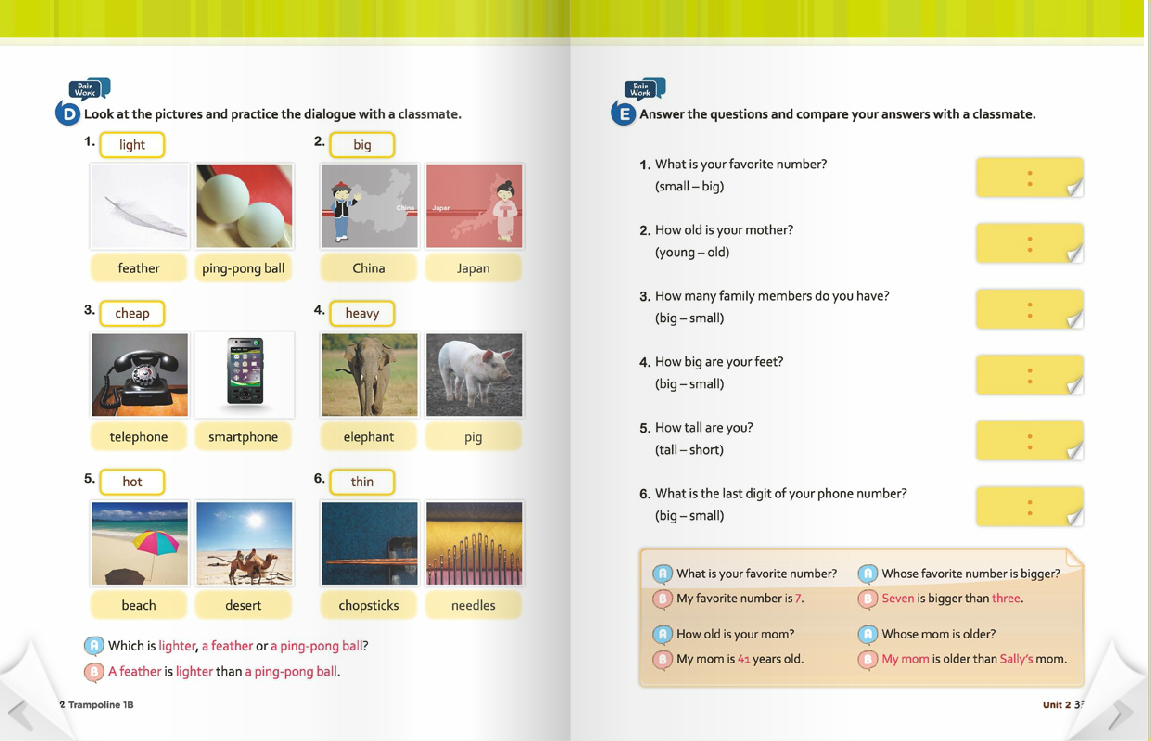 Pair
Work
D Look at the pictures and practice the dialogue with a classmate.
1. light
2. big
China
Japan
feather
ping-pong ball
China
Japan
3. cheap
4. heavy
telephone
smartphone
elephant
pig
5. hot
6. thin
beach
desert
chopsticks
needles
A Which is lighter, a feather or a ping-pong ball?
B A feather is lighter than a ping-pong ball.
2 Trampoline 1B
Pair
Work
E Answer the questions and compare your answers with a classmate.
1. What is your favorite number?
(small – big)
:
2. How old is your mother?
(young – old)
:
3. How many family members do you have?
(big – small)
:
4. How big are your feet?
(big – small)
:
5. How tall are you?
(tall – short)
:
6. What is the last digit of your phone number?
(big – small)
:
A What is your favorite number?
B My favorite number is 7.
A Whose favorite number is bigger?
B Seven is bigger than three.
A How old is your mom?
B My mom is 41 years old.
A Whose mom is older?
B My mom is older than Sally's mom.
Unit 2 33